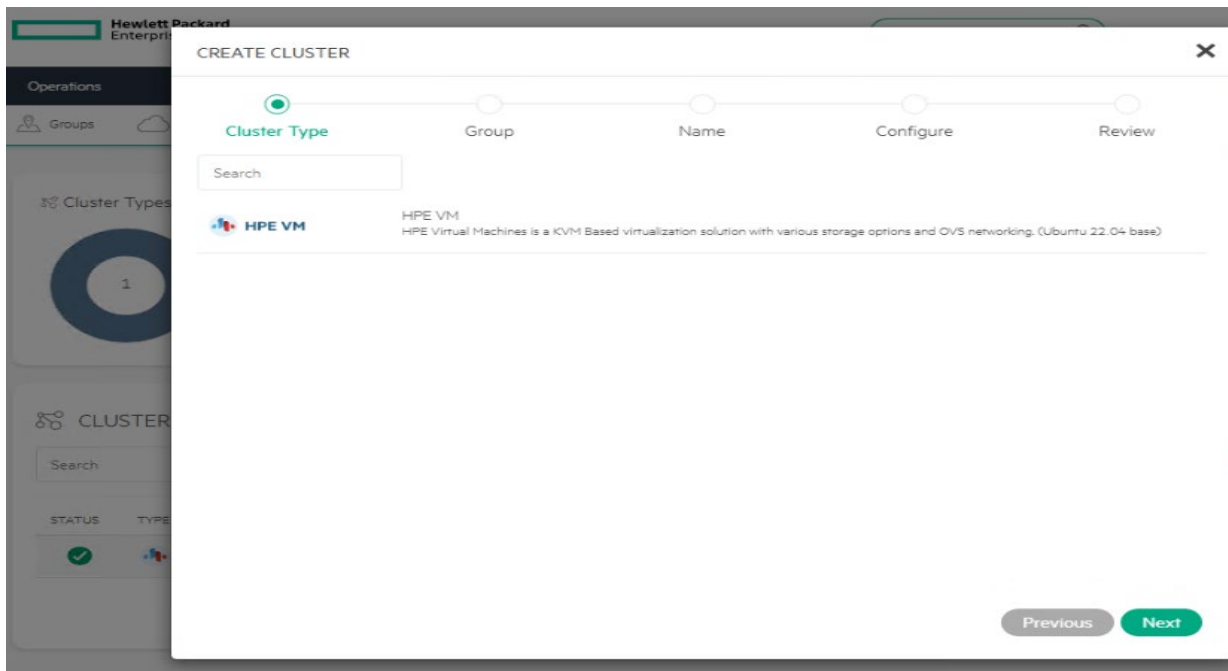 Hewlett Packard
Enterpri
CREATE CLUSTER
Operations
Groups
Cluster Type
Group
Name
Configure
Review
Search
Cluster Types
HPE VM
HPE VM
HPE Virtual Machines is a KVM Based virtualization solution with various storage options and OVS networking. (Ubuntu 22.04 base)
1
CLUSTER
Search
STATUS TYPE
Previous Next